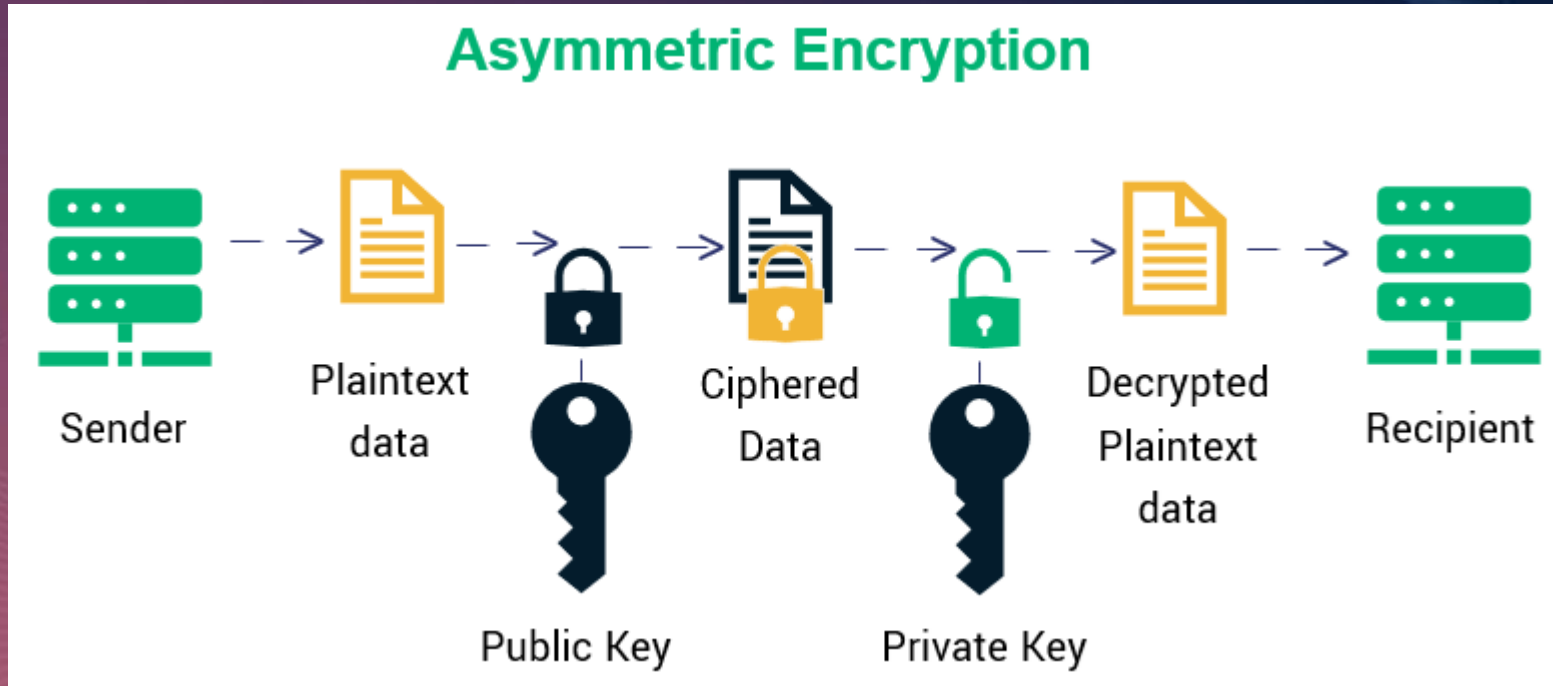 Asymmetric Encryption
Sender
Plaintext
data
Public Key
Ciphered
Data
Private Key
Decrypted
Plaintext
data
Recipient